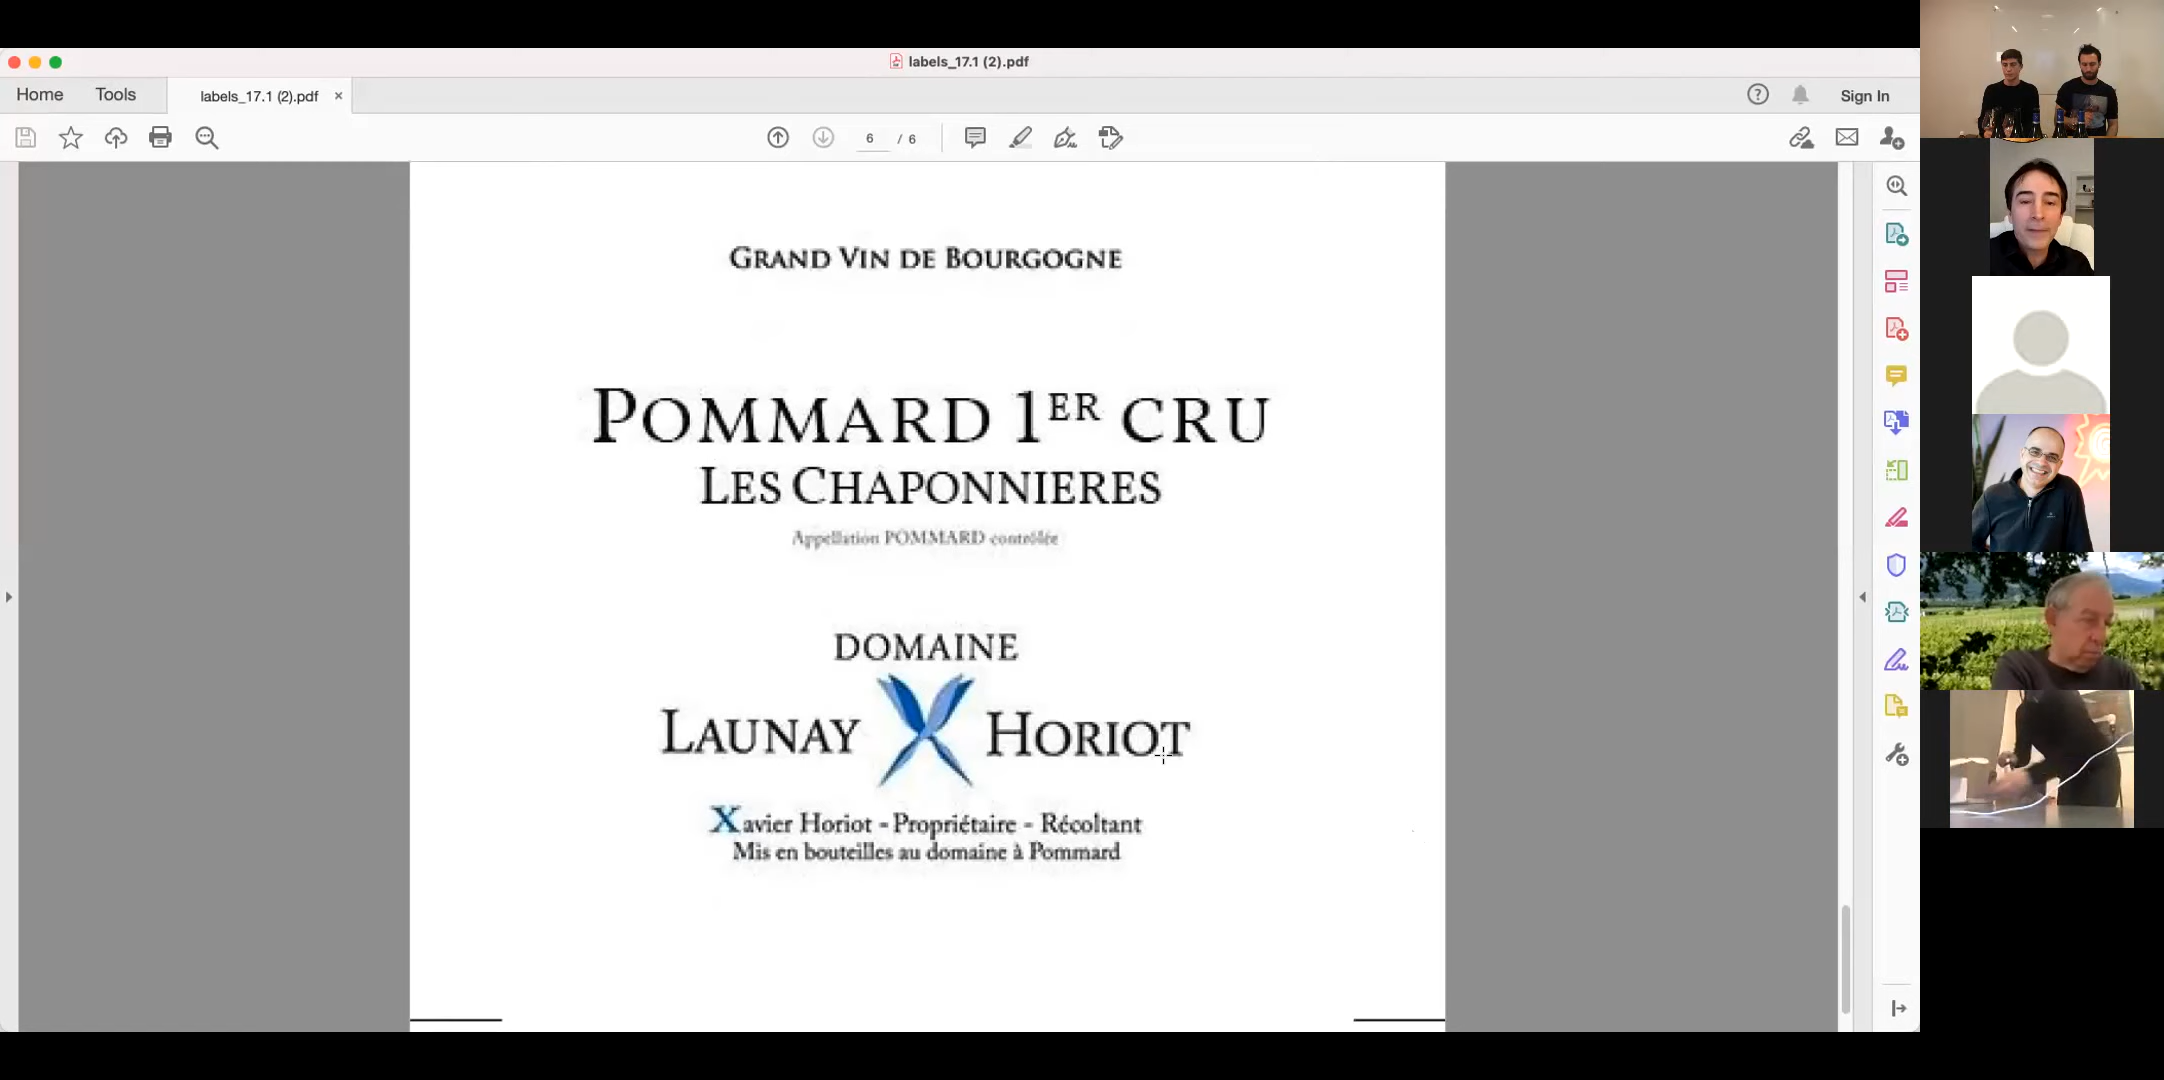 labels_17.1 (2).pdf
Home Tools labels_17.1 (2).pdf × Sign In
6 / 6
GRAND VIN DE BOURGOGNE
POMMARD 1ER CRU
LES CHAPONNIERES
Appellation POMMARD contrôlée
DOMAINE
LAUNAY HORIOT
Xavier Horiot - Propriétaire - Récoltant
Mis en bouteilles au domaine à Pommard